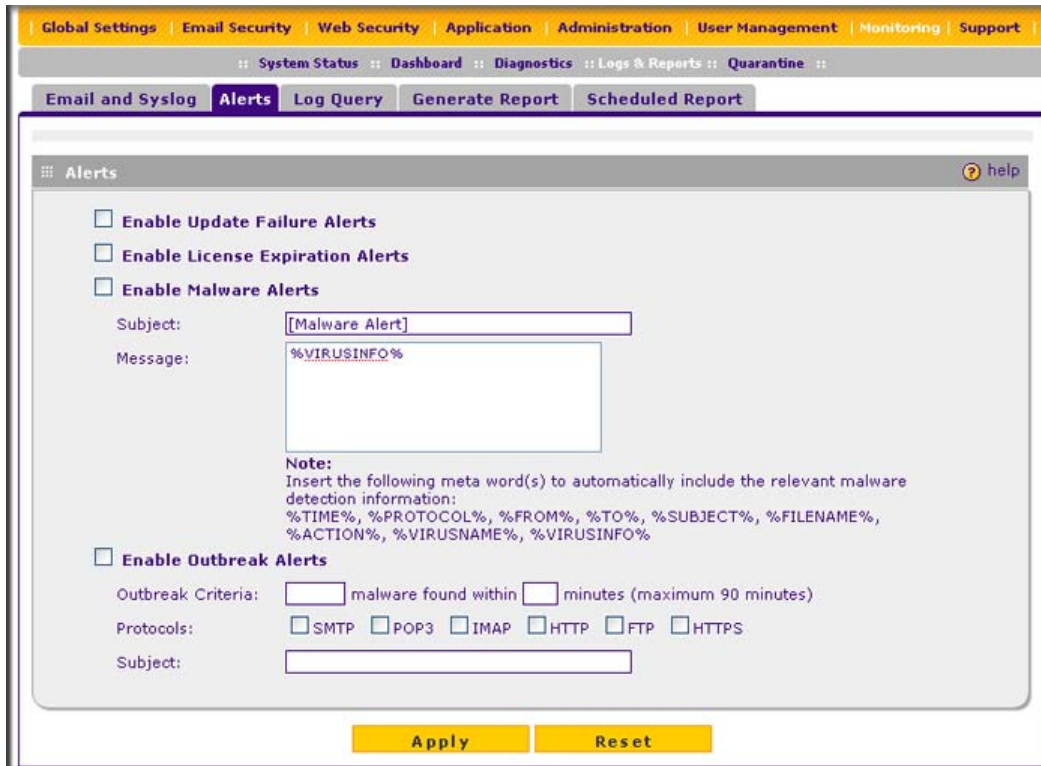 Global Settings | Email Security | Web Security | Application | Administration | User Management | Monitoring | Support
:: System Status :: Dashboard :: Diagnostics :: Logs & Reports :: Quarantine ::
Email and Syslog Alerts Log Query Generate Report Scheduled Report
Alerts ? help
Enable Update Failure Alerts
Enable License Expiration Alerts
Enable Malware Alerts
Subject: [Malware Alert]
Message: %VIRUSINFO%
Note:
Insert the following meta word(s) to automatically include the relevant malware
detection information:
%TIME%, %PROTOCOL%, %FROM%, %TO%, %SUBJECT%, %FILENAME%,
%ACTION%, %VIRUSNAME%, %VIRUSINFO%
Enable Outbreak Alerts
Outbreak Criteria: malware found within minutes (maximum 90 minutes)
Protocols: SMTP POP3 IMAP HTTP FTP HTTPS
Subject:
Apply Reset